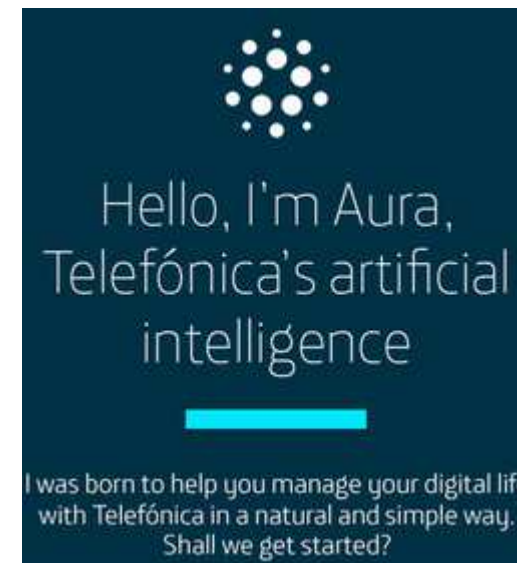 Hello, I'm Aura,
Telefónica's artificial
intelligence
I was born to help you manage your digital lif
with Telefónica in a natural and simple way.
Shall we get started?